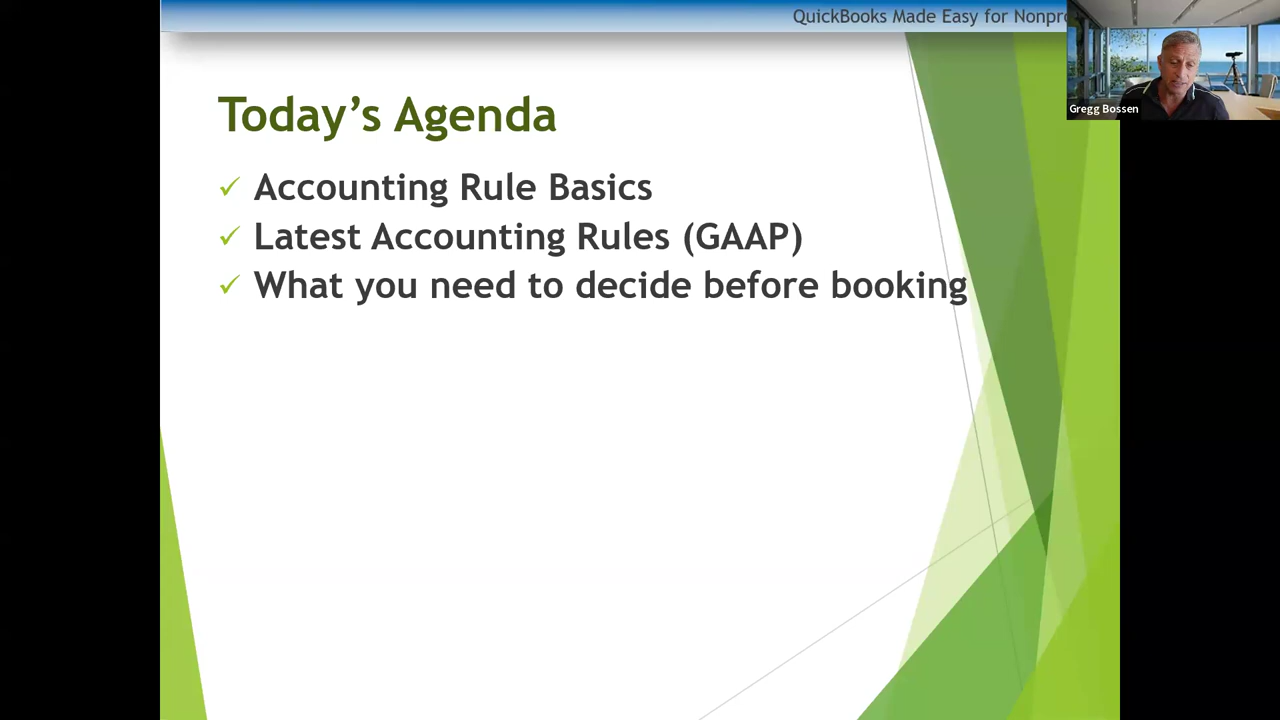 QuickBooks Made Easy for Nonpro
Gregg Bossen
Today's Agenda
✓ Accounting Rule Basics
✓ Latest Accounting Rules (GAAP)
✓ What you need to decide before booking